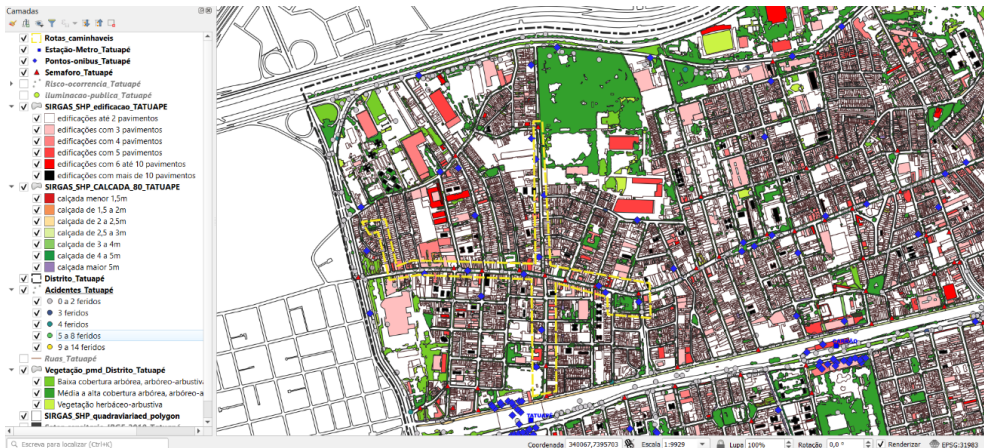 Camadas
Rotas_caminhaveis
Estação-Metro_Tatuapé
Pontos-onibus_Tatuapé
Semaforo_Tatuapé
Risco-ocorrencia_Tatuapé
iluminacao-publica_Tatuapé
SIRGAS_SHP_edificacao_TATUAPE
edificações até 2 pavimentos
edificações com 3 pavimentos
edificações com 4 pavimentos
edificações com 5 pavimentos
edificações com 6 até 10 pavimentos
edificações com mais de 10 pavimentos
SIRGAS_SHP_CALCADA_80_TATUAPE
calçada menor 1,5m
calçada de 1,5 a 2m
calçada de 2 a 2,5m
calçada de 2,5 a 3m
calçada de 3 a 4m
calçada de 4 a 5m
calçada maior 5m
Distrito_Tatuapé
Acidentes_Tatuapé
0 a 2 feridos
3 feridos
4 feridos
5 a 8 feridos
9 a 14 feridos
Ruas_Tatuapé
Vegetação_pmd_Distrito_Tatuapé
Baixa cobertura arbórea, arbóreo-arbustiv
Média a alta cobertura arbórea, arbóreo-a
Vegetação herbáceo-arbustiva
SIRGAS_SHP_quadraviariaed_polygon
TATUAPÉ
Escreva para localizar (Ctrl+K)
Coordenada 340067,7395703 Escala 1:9929 Lupa 100% Rotação 0,0 ° Renderizar EPSG:31983